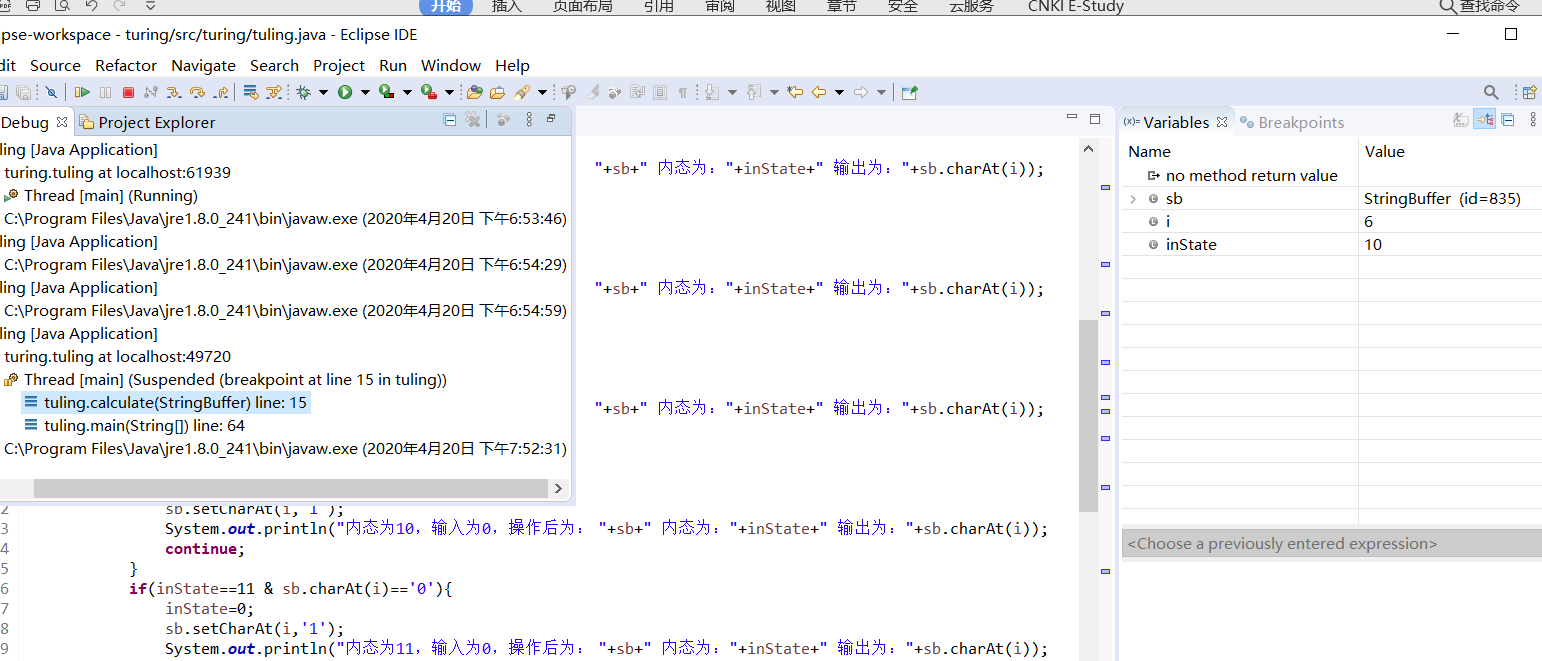 开始 插入 页面布局 引用 审阅 视图 章节 安全 云服务 CNKI E-Study 查找命令
pse-workspace - turing/src/turing/tuling.java - Eclipse IDE
dit Source Refactor Navigate Search Project Run Window Help
Debug Project Explorer
ling [Java Application]
turing.tuling at localhost:61939
Thread [main] (Running)
C:\Program Files\Java\jre1.8.0_241\bin\javaw.exe (2020年4月20日 下午6:53:46)
ling [Java Application]
C:\Program Files\Java\jre1.8.0_241\bin\javaw.exe (2020年4月20日 下午6:54:29)
ling [Java Application]
C:\Program Files\Java\jre1.8.0_241\bin\javaw.exe (2020年4月20日 下午6:54:59)
ling [Java Application]
turing.tuling at localhost:49720
Thread [main] (Suspended (breakpoint at line 15 in tuling))
tuling.calculate(StringBuffer) line: 15
tuling.main(String[]) line: 64
C:\Program Files\Java\jre1.8.0_241\bin\javaw.exe (2020年4月20日 下午7:52:31)
"+sb+" 内态为："+inState+" 输出为："+sb.charAt(i));
"+sb+" 内态为："+inState+" 输出为："+sb.charAt(i));
"+sb+" 内态为："+inState+" 输出为："+sb.charAt(i));
2 sb.setCharAt(i,'1');
3 System.out.println("内态为10，输入为0，操作后为： "+sb+" 内态为："+inState+" 输出为："+sb.charAt(i));
4 continue;
5 }
6 if(inState==11 & sb.charAt(i)=='0'){
7 inState=0;
8 sb.setCharAt(i,'1');
9 System.out.println("内态为11，输入为0，操作后为： "+sb+" 内态为："+inState+" 输出为："+sb.charAt(i));
(x)= Variables Breakpoints
Name Value
no method return value
sb StringBuffer (id=835)
i 6
inState 10
<Choose a previously entered expression>